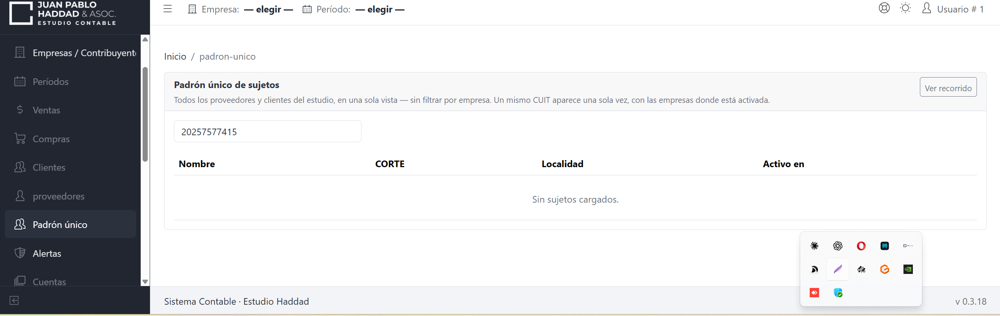 JUAN PABLO
HADDAD & ASOC.
ESTUDIO CONTABLE
Empresa: — elegir — Período: — elegir —
Usuario # 1
Empresas / Contribuyent
Períodos
Ventas
Compras
Clientes
proveedores
Padrón único
Alertas
Cuentas
Inicio / padron-unico
Padrón único de sujetos
Ver recorrido
Todos los proveedores y clientes del estudio, en una sola vista — sin filtrar por empresa. Un mismo CUIT aparece una sola vez, con las empresas donde está activada.
20257577415
Nombre CORTE Localidad Activo en
Sin sujetos cargados.
Sistema Contable · Estudio Haddad
v 0.3.18